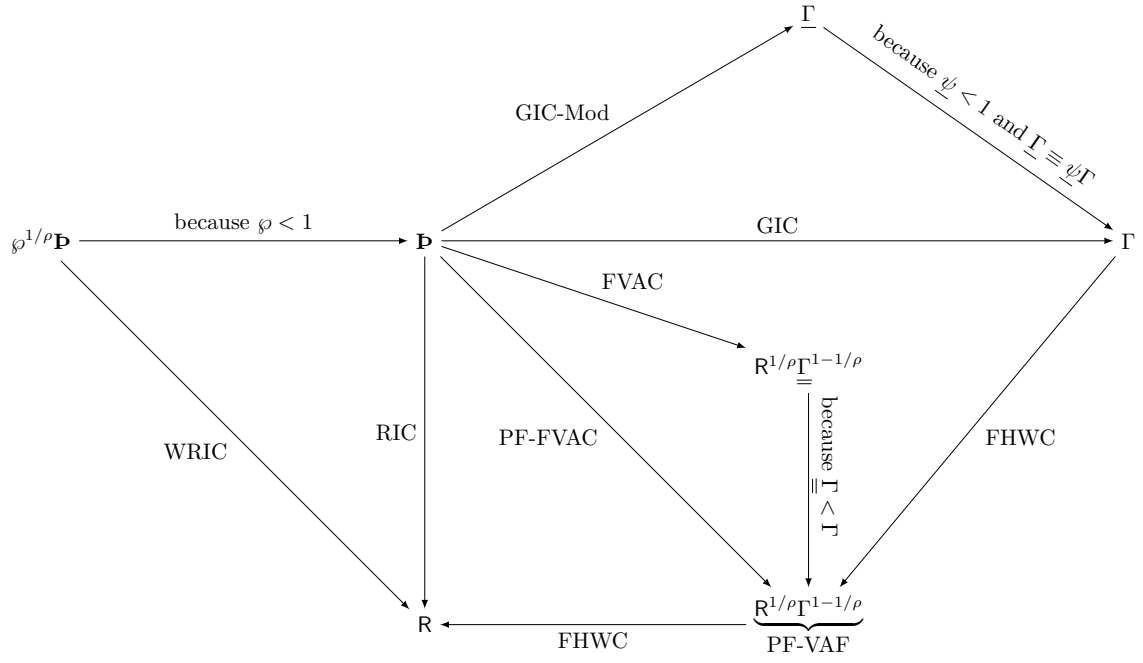 Γ̲
because ψ̲ < 1 and Γ̲ ≡ ψ̲Γ
GIC-Mod
because ℘ < 1
GIC
℘^{1/ρ}Þ
Þ
Γ
FVAC
R^{1/ρ}Γ̳^{1−1/ρ}
because Γ̳ < Γ
RIC
PF-FVAC
FHWC
WRIC
R^{1/ρ}Γ^{1−1/ρ}
R
FHWC
PF-VAF